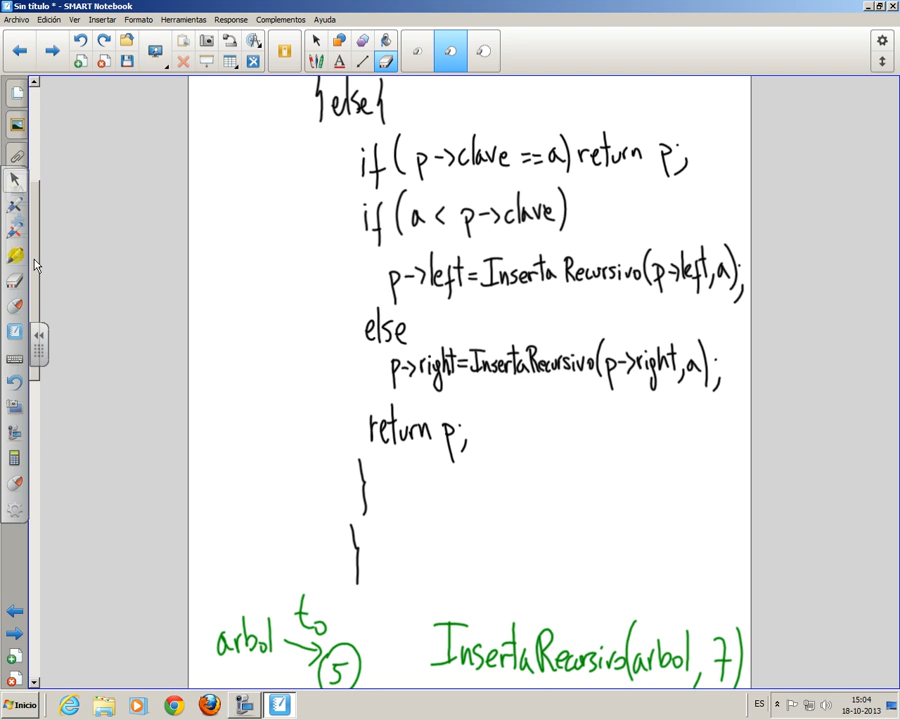 Sin título * - SMART Notebook
Archivo Edición Ver Insertar Formato Herramientas Response Complementos Ayuda
} else {
if ( p->clave == a) return p;
if ( a < p->clave)
p->left = InsertaRecursivo(p->left, a);
else
p->right = InsertaRecursivo(p->right, a);
return p;
}
}
arbol to
5 InsertaRecursivo(arbol, 7)
Inicio ES 15:04
18-10-2013